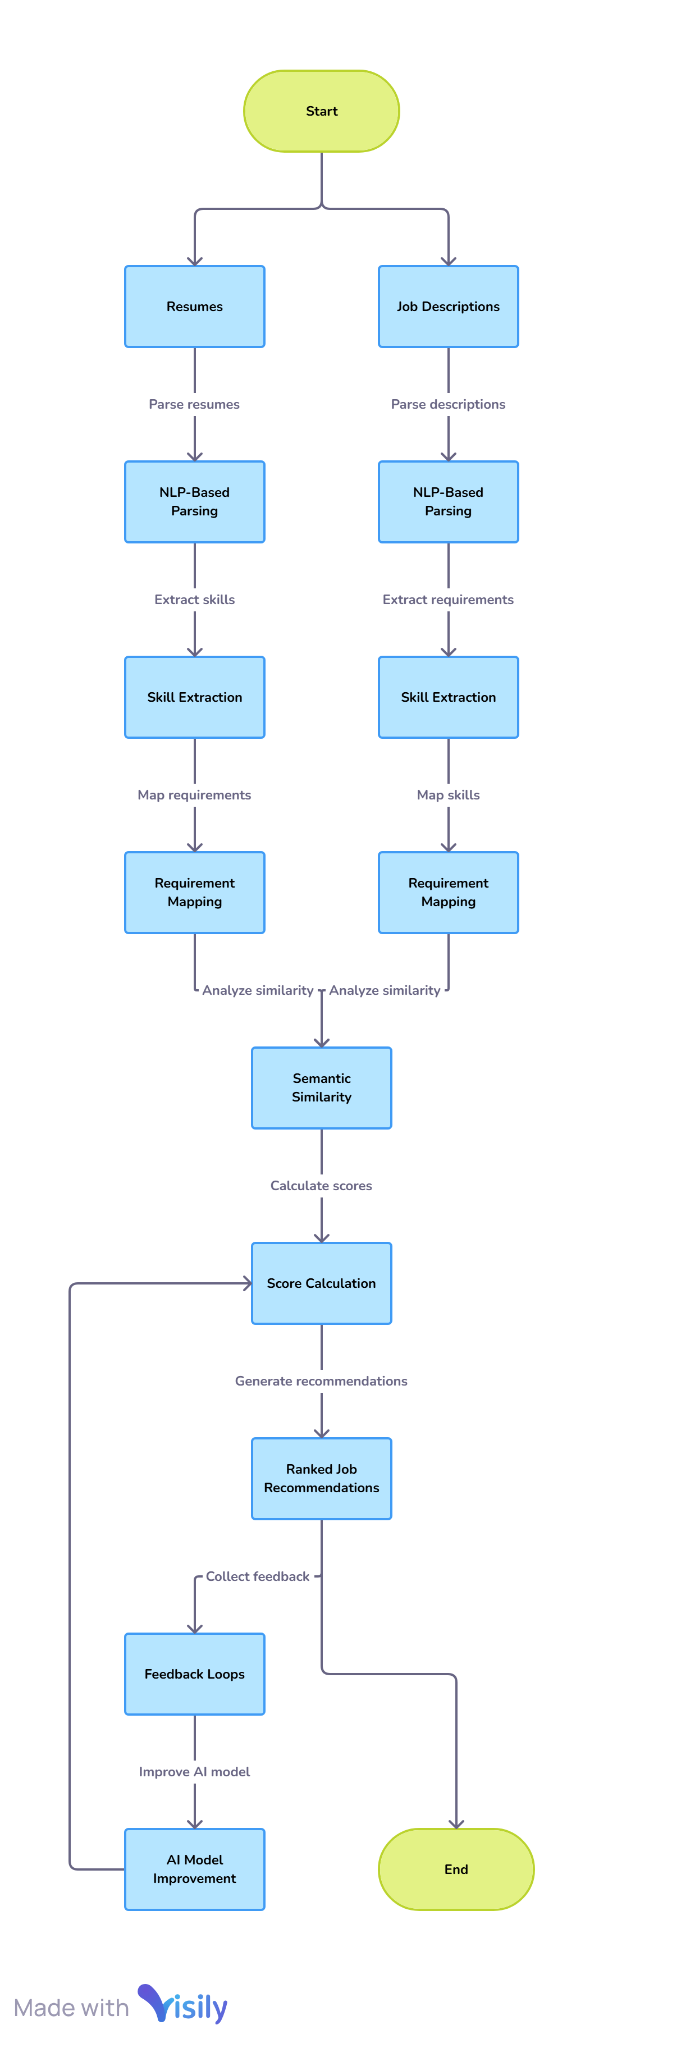 Start
Resumes
Job Descriptions
Parse resumes
Parse descriptions
NLP-Based
Parsing
NLP-Based
Parsing
Extract skills
Extract requirements
Skill Extraction
Skill Extraction
Map requirements
Map skills
Requirement
Mapping
Requirement
Mapping
Analyze similarity
Analyze similarity
Semantic
Similarity
Calculate scores
Score Calculation
Generate recommendations
Ranked Job
Recommendations
Collect feedback
Feedback Loops
Improve AI model
AI Model
Improvement
End
Made with Visily